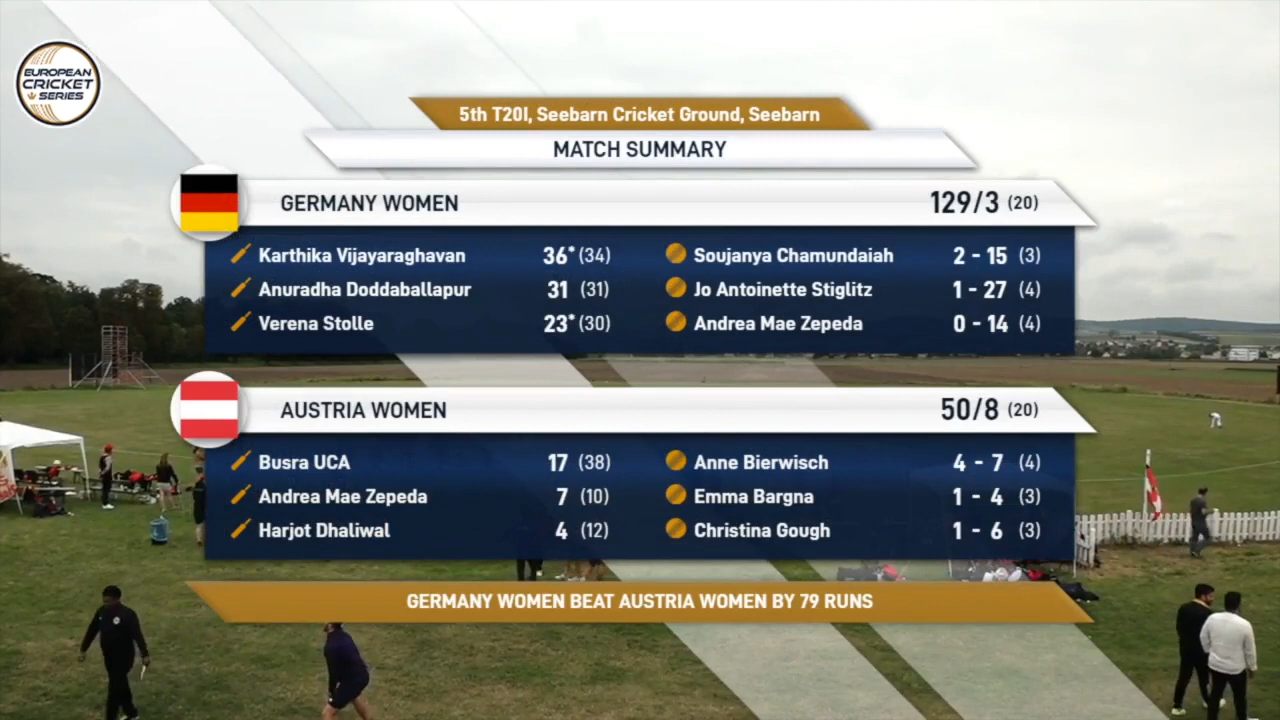 EUROPEAN
CRICKET
SERIES
5th T20I, Seebarn Cricket Ground, Seebarn
MATCH SUMMARY
GERMANY WOMEN 129/3 (20)
Karthika Vijayaraghavan 36* (34) Soujanya Chamundaiah 2 - 15 (3)
Anuradha Doddaballapur 31 (31) Jo Antoinette Stiglitz 1 - 27 (4)
Verena Stolle 23* (30) Andrea Mae Zepeda 0 - 14 (4)
AUSTRIA WOMEN 50/8 (20)
Busra UCA 17 (38) Anne Bierwisch 4 - 7 (4)
Andrea Mae Zepeda 7 (10) Emma Bargna 1 - 4 (3)
Harjot Dhaliwal 4 (12) Christina Gough 1 - 6 (3)
GERMANY WOMEN BEAT AUSTRIA WOMEN BY 79 RUNS